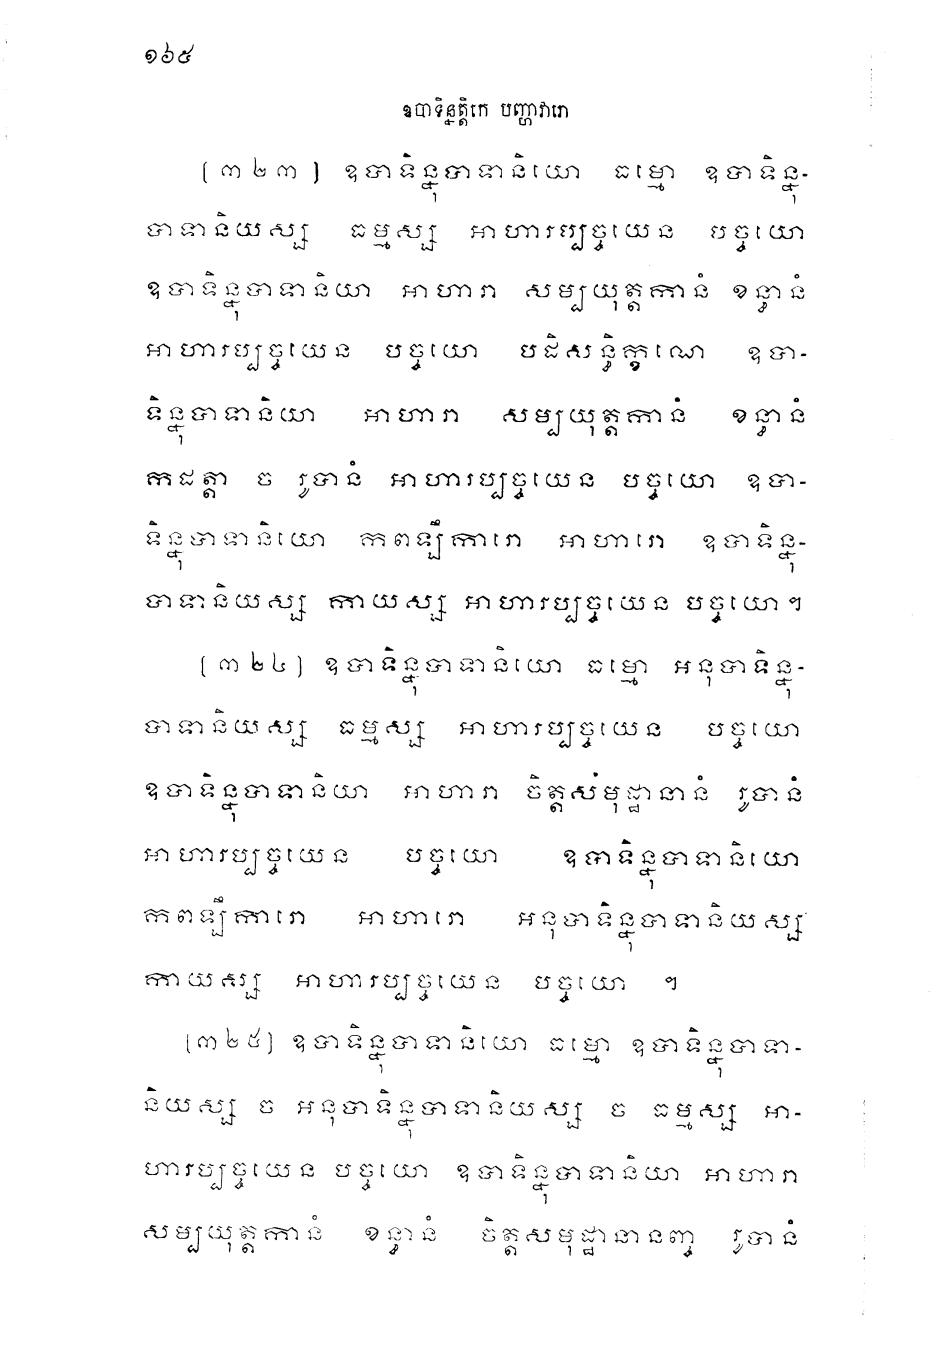 ១៦៥
ឧបាទិន្នត្តិកេ បញ្ហាវារោ
(៣២៣) ឧបាទិន្នុបាទានិយោ ធម្មោ ឧបាទិន្នុ-
បាទានិយស្ស ធម្មស្ស អាហារប្បច្ចយេន បច្ចយោ
ឧបាទិន្នុបាទានិយា អាហារា សម្បយុត្តកានំ ខន្ធានំ
អាហារប្បច្ចយេន បច្ចយោ បដិសន្ធិក្ខណេ ឧបា-
ទិន្នុបាទានិយា អាហារា សម្បយុត្តកានំ ខន្ធានំ
កដត្តា ច រូបានំ អាហារប្បច្ចយេន បច្ចយោ ឧបា-
ទិន្នុបាទានិយោ កពឡីការោ អាហារោ ឧបាទិន្នុ-
បាទានិយស្ស កាយស្ស អាហារប្បច្ចយេន បច្ចយោ ។
(៣២៤) ឧបាទិន្នុបាទានិយោ ធម្មោ អនុបាទិន្នុ-
បាទានិយស្ស ធម្មស្ស អាហារប្បច្ចយេន បច្ចយោ
ឧបាទិន្នុបាទានិយា អាហារា ចិត្តសមុដ្ឋានានំ រូបានំ
អាហារប្បច្ចយេន បច្ចយោ ឧបាទិន្នុបាទានិយោ
កពឡីការោ អាហារោ អនុបាទិន្នុបាទានិយស្ស
កាយស្ស អាហារប្បច្ចយេន បច្ចយោ ។
(៣២៥) ឧបាទិន្នុបាទានិយោ ធម្មោ ឧបាទិន្នុបាទា-
និយស្ស ច អនុបាទិន្នុបាទានិយស្ស ច ធម្មស្ស អា-
ហារប្បច្ចយេន បច្ចយោ ឧបាទិន្នុបាទានិយា អាហារា
សម្បយុត្តកានំ ខន្ធានំ ចិត្តសមុដ្ឋានានញ្ច រូបានំ